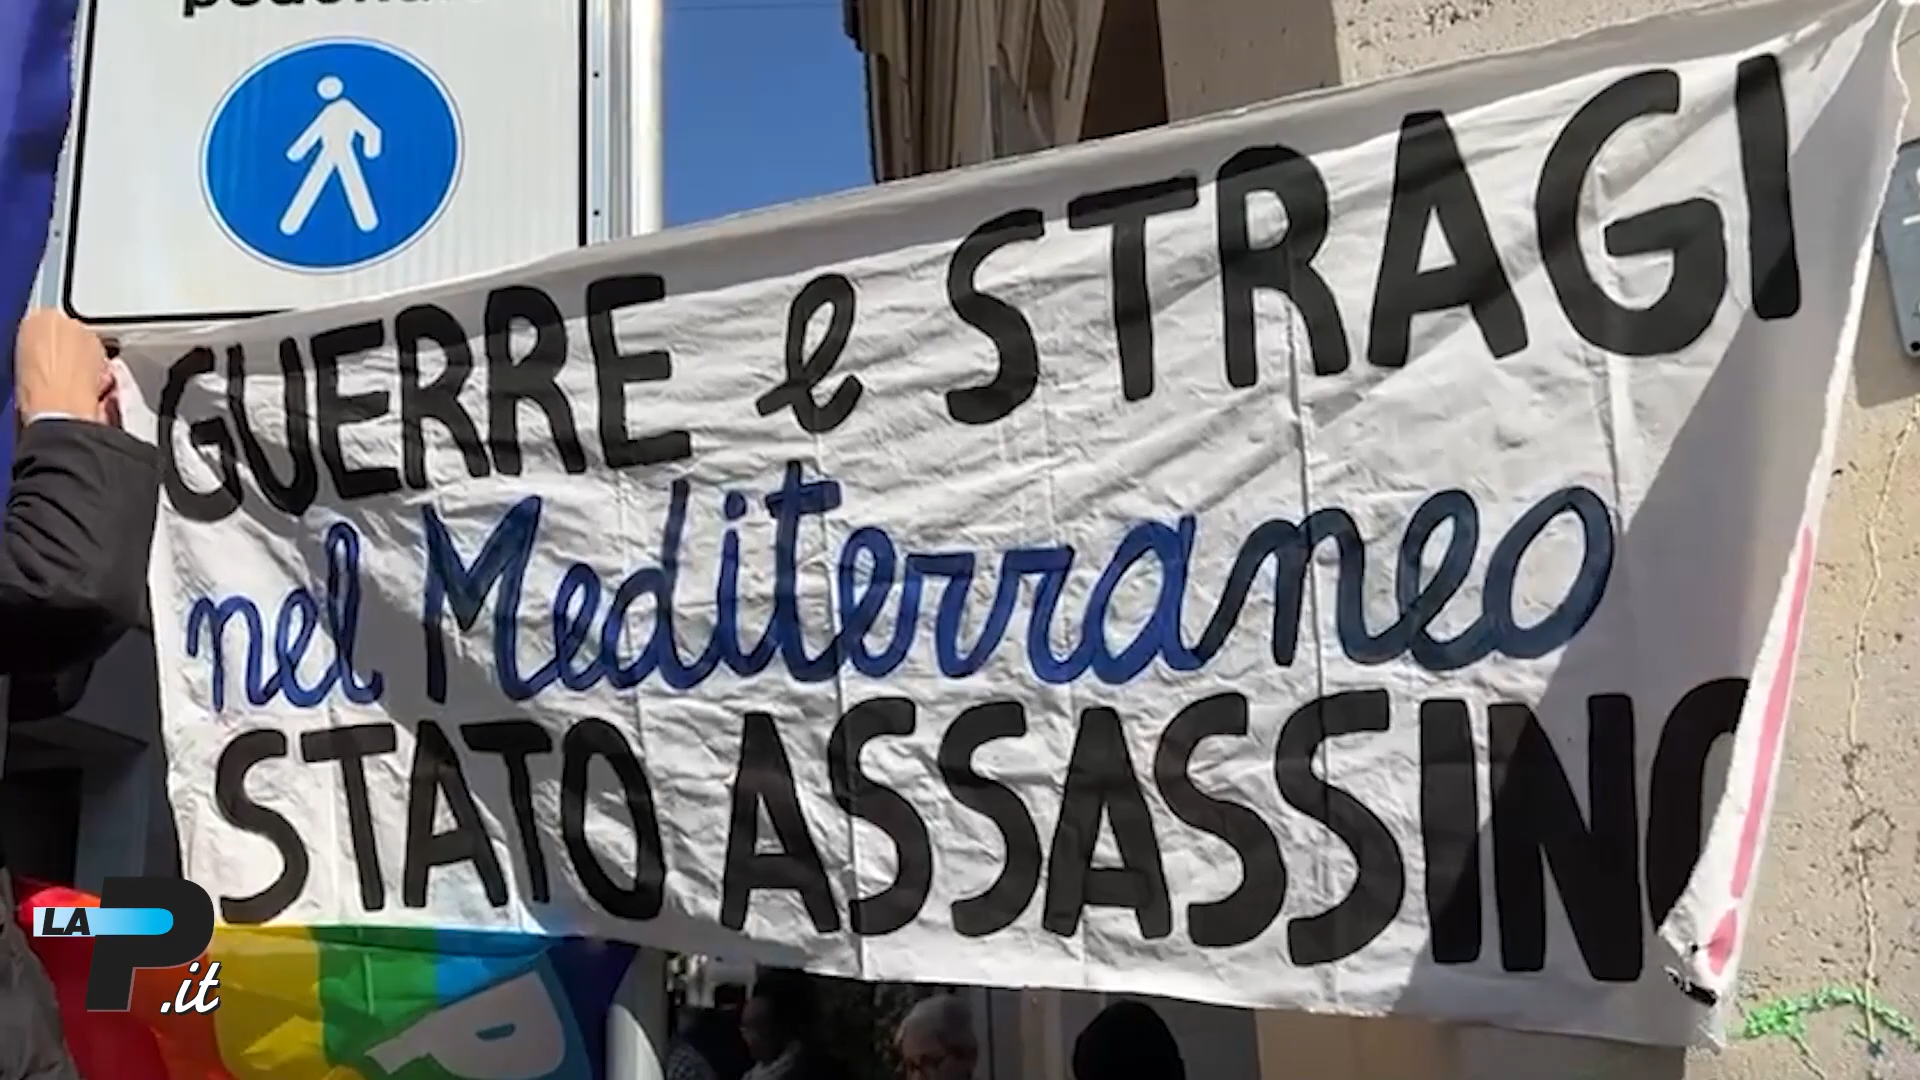 GUERRE e STRAGI
nel Mediterraneo
STATO ASSASSINO!
LA P.it